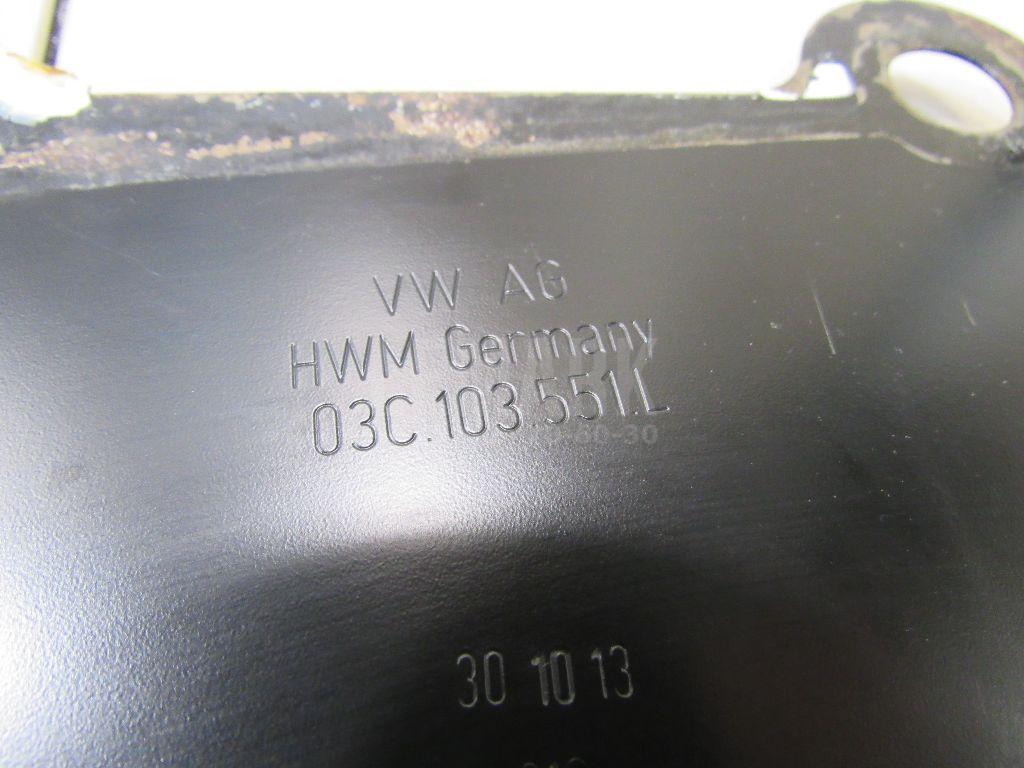 VW AG
HWM Germany
03C.103.551.L
30 10 13